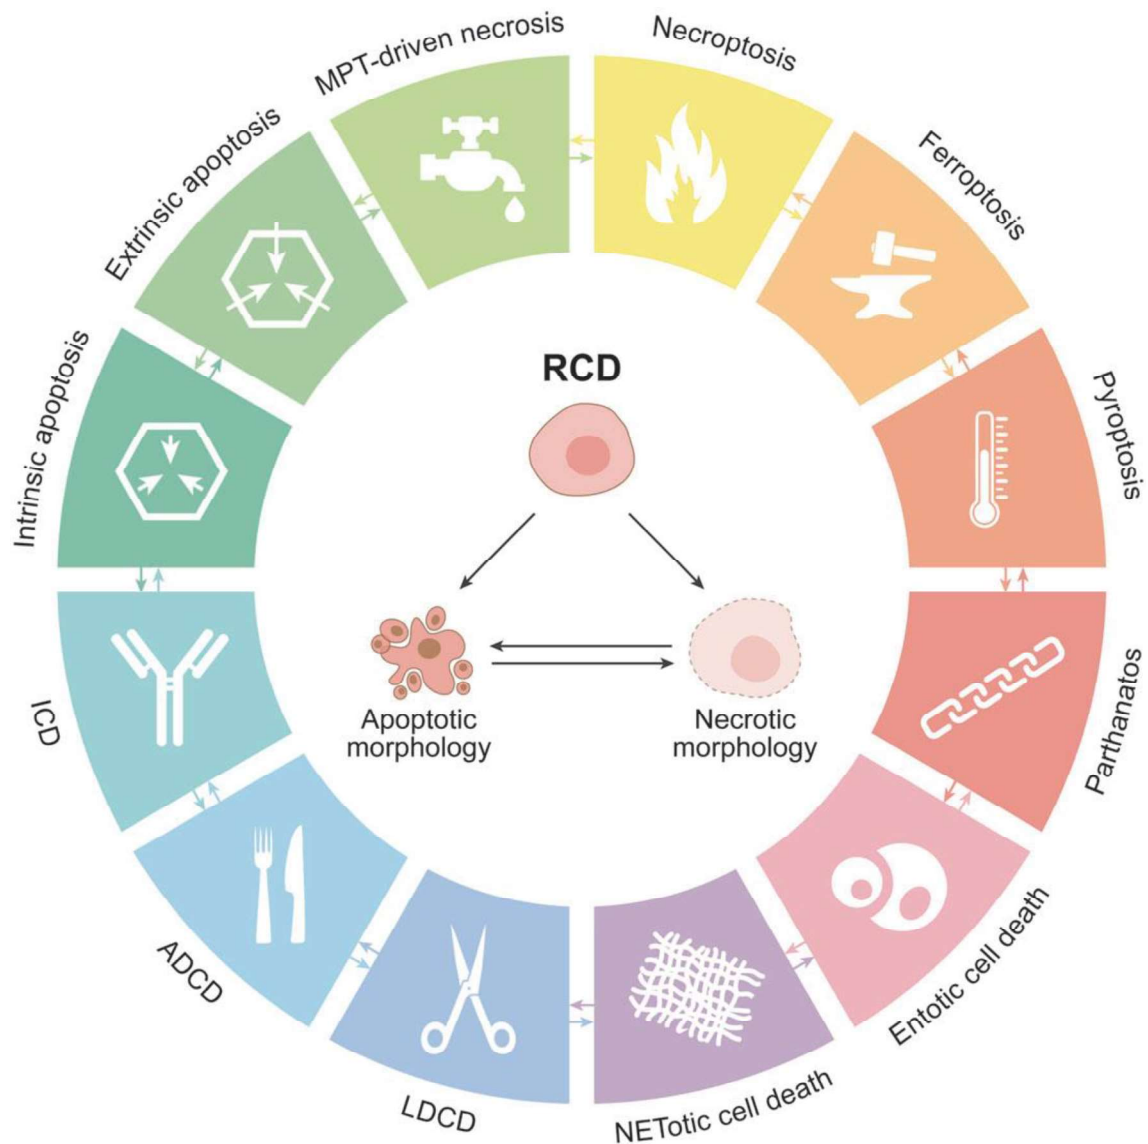 MPT-driven necrosis
Necroptosis
Extrinsic apoptosis
Ferroptosis
Intrinsic apoptosis
Pyroptosis
RCD
Apoptotic
morphology
Necrotic
morphology
ICD
Parthanatos
ADCD
Entotic cell death
LDCD
NETotic cell death